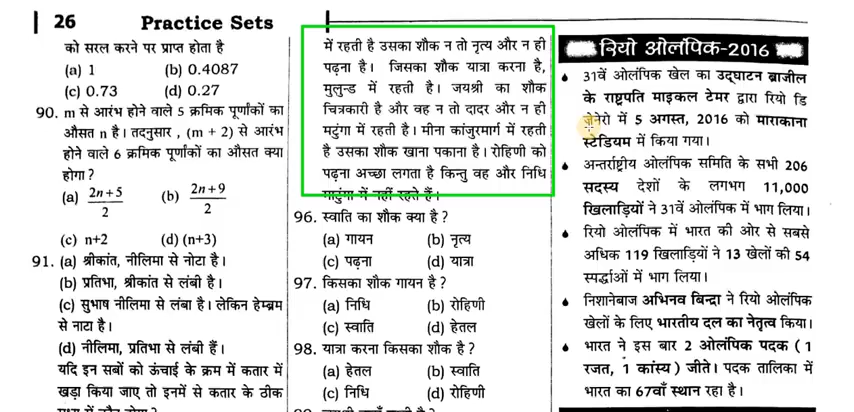 26 Practice Sets
को सरल करने पर प्राप्त होता है
(a) 1 (b) 0.4087
(c) 0.73 (d) 0.27
90. m से आरंभ होने वाले 5 क्रमिक पूर्णांकों का
औसत n है। तदनुसार , (m + 2) से आरंभ
होने वाले 6 क्रमिक पूर्णांकों का औसत क्या
होगा ?
(a) 2n+5/2 (b) 2n+9/2
(c) n+2 (d) (n+3)
91. (a) श्रीकांत, नीलिमा से नोटा है।
(b) प्रतिभा, श्रीकांत से लंबी है।
(c) सुभाष नीलिमा से लंबा है। लेकिन हेम्ब्रम
से नाटा है।
(d) नीलिमा, प्रतिभा से लंबी हैं।
यदि इन सबों को ऊंचाई के क्रम में कतार में
खड़ा किया जाए तो इनमें से कतार के ठीक
में रहती है उसका शौक न तो नृत्य और न ही
पढ़ना है। जिसका शौक यात्रा करना है,
मुलुन्ड में रहती है। जयश्री का शौक
चित्रकारी है और वह न तो दादर और न ही
मटुंगा में रहती है। मीना कांजुरमार्ग में रहती
है उसका शौक खाना पकाना है। रोहिणी को
पढ़ना अच्छा लगता है किन्तु वह और निधि
माटुंगा में नहीं रहते हैं।
96. स्वाति का शौक क्या है ?
(a) गायन (b) नृत्य
(c) पढ़ना (d) यात्रा
97. किसका शौक गायन है ?
(a) निधि (b) रोहिणी
(c) स्वाति (d) हेतल
98. यात्रा करना किसका शौक है ?
(a) हेतल (b) स्वाति
(c) निधि (d) रोहिणी
रियो ओलंपिक-2016
31वें ओलंपिक खेल का उद्घाटन ब्राजील
के राष्ट्रपति माइकल टेमर द्वारा रियो डि
जेनेरो में 5 अगस्त, 2016 को माराकाना
स्टेडियम में किया गया।
अन्तर्राष्ट्रीय ओलंपिक समिति के सभी 206
सदस्य देशों के लगभग 11,000
खिलाड़ियों ने 31वें ओलंपिक में भाग लिया।
रियो ओलंपिक में भारत की ओर से सबसे
अधिक 119 खिलाड़ियों ने 13 खेलों की 54
स्पर्द्धाओं में भाग लिया।
निशानेबाज अभिनव बिन्द्रा ने रियो ओलंपिक
खेलों के लिए भारतीय दल का नेतृत्व किया।
भारत ने इस बार 2 ओलंपिक पदक (1
रजत, 1 कांस्य) जीते। पदक तालिका में
भारत का 67वाँ स्थान रहा है।